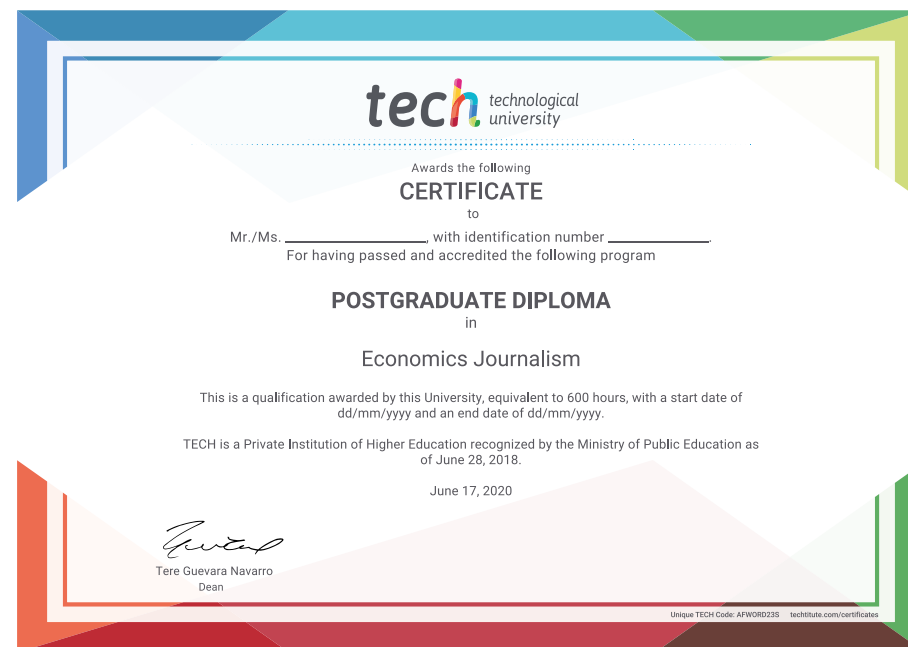 tech technological
university
Awards the following
CERTIFICATE
to
Mr./Ms. ____________________, with identification number ______________.
For having passed and accredited the following program
POSTGRADUATE DIPLOMA
in
Economics Journalism
This is a qualification awarded by this University, equivalent to 600 hours, with a start date of
dd/mm/yyyy and an end date of dd/mm/yyyy.
TECH is a Private Institution of Higher Education recognized by the Ministry of Public Education as
of June 28, 2018.
June 17, 2020
Tere Guevara Navarro
Dean
Unique TECH Code: AFWORD23S techtitute.com/certificates